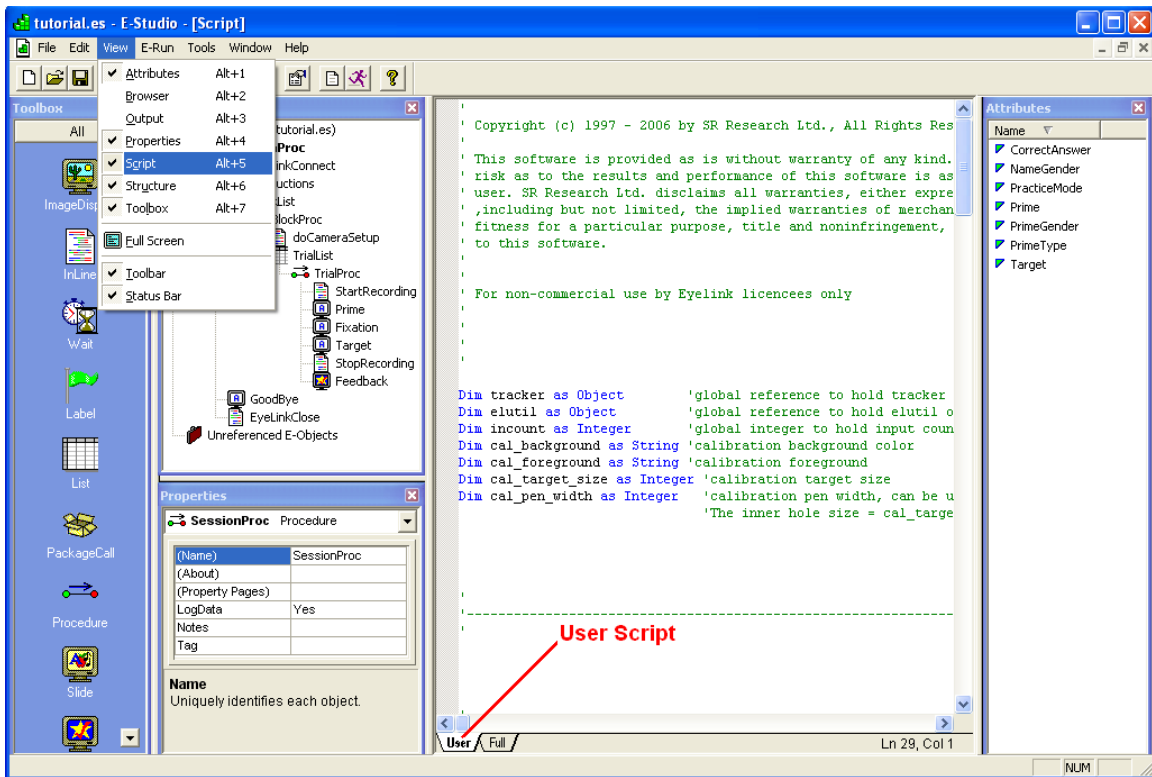 tutorial.es - E-Studio - [Script]
File Edit View E-Run Tools Window Help
Attributes Alt+1
Browser Alt+2
Output Alt+3
Properties Alt+4
Script Alt+5
Structure Alt+6
Toolbox Alt+7
Full Screen
Toolbar
Status Bar
Toolbox
All
InLine
Wait
Label
List
PackageCall
Procedure
Slide
tutorial.es)
doCameraSetup
TrialList
TrialProc
StartRecording
Prime
Fixation
Target
StopRecording
Feedback
GoodBye
EyeLinkClose
Unreferenced E-Objects
Properties
SessionProc Procedure
(Name) SessionProc
(About)
(Property Pages)
LogData Yes
Notes
Tag
Name
Uniquely identifies each object.
'
' Copyright (c) 1997 - 2006 by SR Research Ltd., All Rights Res
'
' This software is provided as is without warranty of any kind.
' risk as to the results and performance of this software is as
' user. SR Research Ltd. disclaims all warranties, either expre
' ,including but not limited, the implied warranties of merchan
' fitness for a particular purpose, title and noninfringement,
' to this software.
'
'
' For non-commercial use by Eyelink licencees only
'
'
'
'
Dim tracker as Object 'global reference to hold tracker
Dim elutil as Object 'global reference to hold elutil o
Dim incount as Integer 'global integer to hold input coun
Dim cal_background as String 'calibration background color
Dim cal_foreground as String 'calibration foreground
Dim cal_target_size as Integer 'calibration target size
Dim cal_pen_width as Integer 'calibration pen width, can be u
'The inner hole size = cal_targe
'
'----------------------------------------------------------------
'
User Script
User Full
Ln 29, Col 1
Attributes
Name
CorrectAnswer
NameGender
PracticeMode
Prime
PrimeGender
PrimeType
Target
NUM